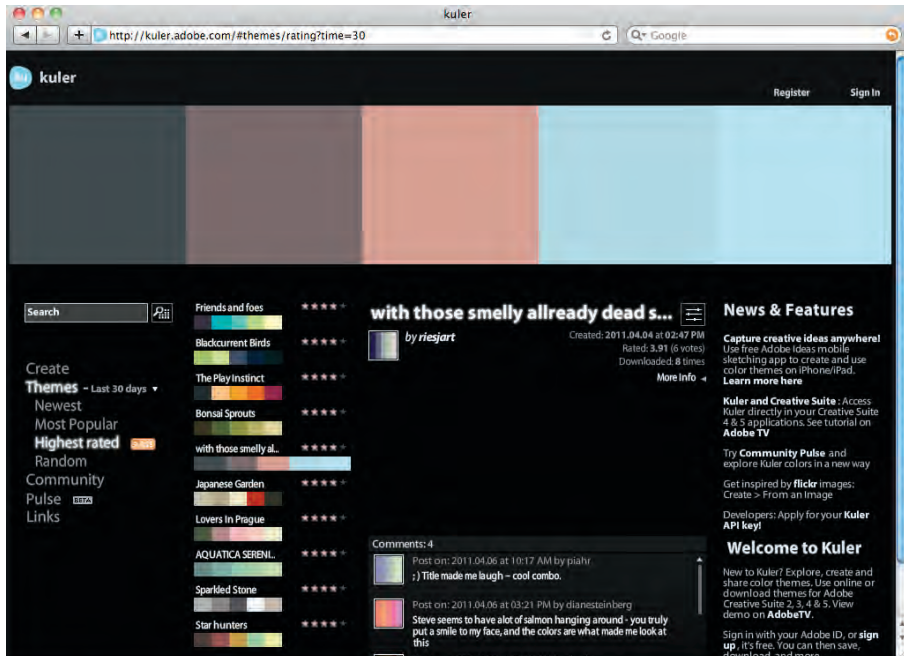 kuler
http://kuler.adobe.com/#themes/rating?time=30
Google
ku
kuler
Register
Sign In
Search
Create
Themes - Last 30 days
Newest
Most Popular
Highest rated
Random
Community
Pulse BETA
Links
Friends and foes
Blackcurrent Birds
The Play Instinct
Bonsai Sprouts
with those smelly al...
Japanese Garden
Lovers In Prague
AQUATICA SERENI...
Sparkled Stone
Star hunters
with those smelly allready dead s...
by riesjart
Created: 2011.04.04 at 02:47 PM
Rated: 3.91 (6 votes)
Downloaded: 8 times
More Info
Comments: 4
Post on: 2011.04.06 at 10:17 AM by piahr
; ) Title made me laugh – cool combo.
Post on: 2011.04.06 at 03:21 PM by dianesteinberg
Steve seems to have alot of salmon hanging around - you truly
put a smile to my face, and the colors are what made me look at
this
News & Features
Capture creative ideas anywhere!
Use free Adobe Ideas mobile
sketching app to create and use
color themes on iPhone/iPad.
Learn more here
Kuler and Creative Suite : Access
Kuler directly in your Creative Suite
4 & 5 applications. See tutorial on
Adobe TV
Try Community Pulse and
explore Kuler colors in a new way
Get inspired by flickr images:
Create > From an Image
Developers: Apply for your Kuler
API key!
Welcome to Kuler
New to Kuler? Explore, create and
share color themes. Use online or
download themes for Adobe
Creative Suite 2, 3, 4 & 5. View
demo on AdobeTV.
Sign in with your Adobe ID, or sign
up, it's free. You can then save,
download, and more